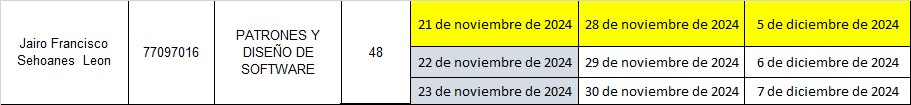 Jairo Francisco
Sehoanes  Leon
77097016
PATRONES Y
DISEÑO DE
SOFTWARE
48
21 de noviembre de 2024
28 de noviembre de 2024
5 de diciembre de 2024
22 de noviembre de 2024
29 de noviembre de 2024
6 de diciembre de 2024
23 de noviembre de 2024
30 de noviembre de 2024
7 de diciembre de 2024